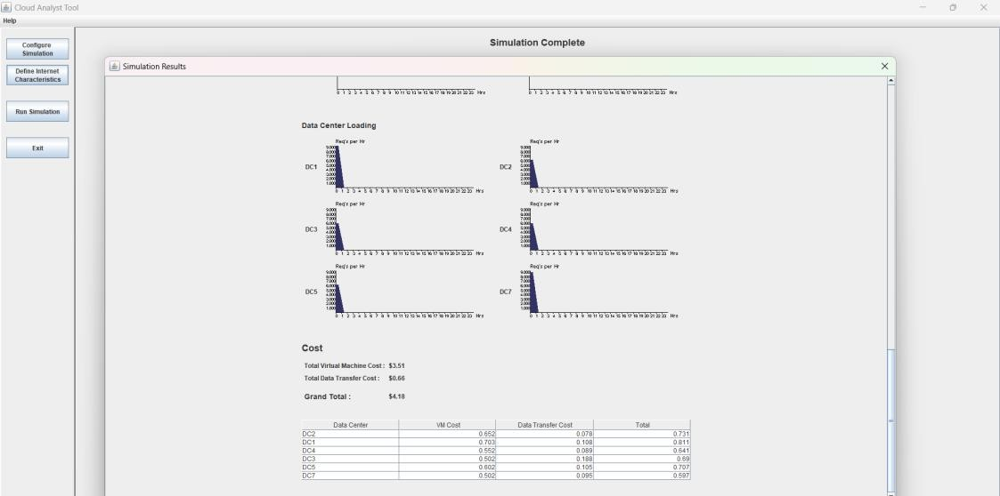 Cloud Analyst Tool
Help
Configure
Simulation
Define Internet
Characteristics
Run Simulation
Exit
Simulation Complete
Simulation Results
0 1 2 3 4 5 6 7 8 9 10 11 12 13 14 15 16 17 18 19 20 21 22 23 Hrs
0 1 2 3 4 5 6 7 8 9 10 11 12 13 14 15 16 17 18 19 20 21 22 23 Hrs
Data Center Loading
DC1
Req's per Hr
9,000
8,000
7,000
6,000
5,000
4,000
3,000
2,000
1,000
0 1 2 3 4 5 6 7 8 9 10 11 12 13 14 15 16 17 18 19 20 21 22 23 Hrs
DC2
Req's per Hr
9,000
8,000
7,000
6,000
5,000
4,000
3,000
2,000
1,000
0 1 2 3 4 5 6 7 8 9 10 11 12 13 14 15 16 17 18 19 20 21 22 23 Hrs
DC3
Req's per Hr
9,000
8,000
7,000
6,000
5,000
4,000
3,000
2,000
1,000
0 1 2 3 4 5 6 7 8 9 10 11 12 13 14 15 16 17 18 19 20 21 22 23 Hrs
DC4
Req's per Hr
9,000
8,000
7,000
6,000
5,000
4,000
3,000
2,000
1,000
0 1 2 3 4 5 6 7 8 9 10 11 12 13 14 15 16 17 18 19 20 21 22 23 Hrs
DC5
Req's per Hr
9,000
8,000
7,000
6,000
5,000
4,000
3,000
2,000
1,000
0 1 2 3 4 5 6 7 8 9 10 11 12 13 14 15 16 17 18 19 20 21 22 23 Hrs
DC7
Req's per Hr
9,000
8,000
7,000
6,000
5,000
4,000
3,000
2,000
1,000
0 1 2 3 4 5 6 7 8 9 10 11 12 13 14 15 16 17 18 19 20 21 22 23 Hrs
Cost
Total Virtual Machine Cost : $3.51
Total Data Transfer Cost : $0.66
Grand Total : $4.18
Data Center VM Cost Data Transfer Cost Total
DC2 0.652 0.078 0.731
DC1 0.703 0.108 0.811
DC4 0.552 0.089 0.641
DC3 0.502 0.188 0.69
DC5 0.602 0.105 0.707
DC7 0.502 0.095 0.597